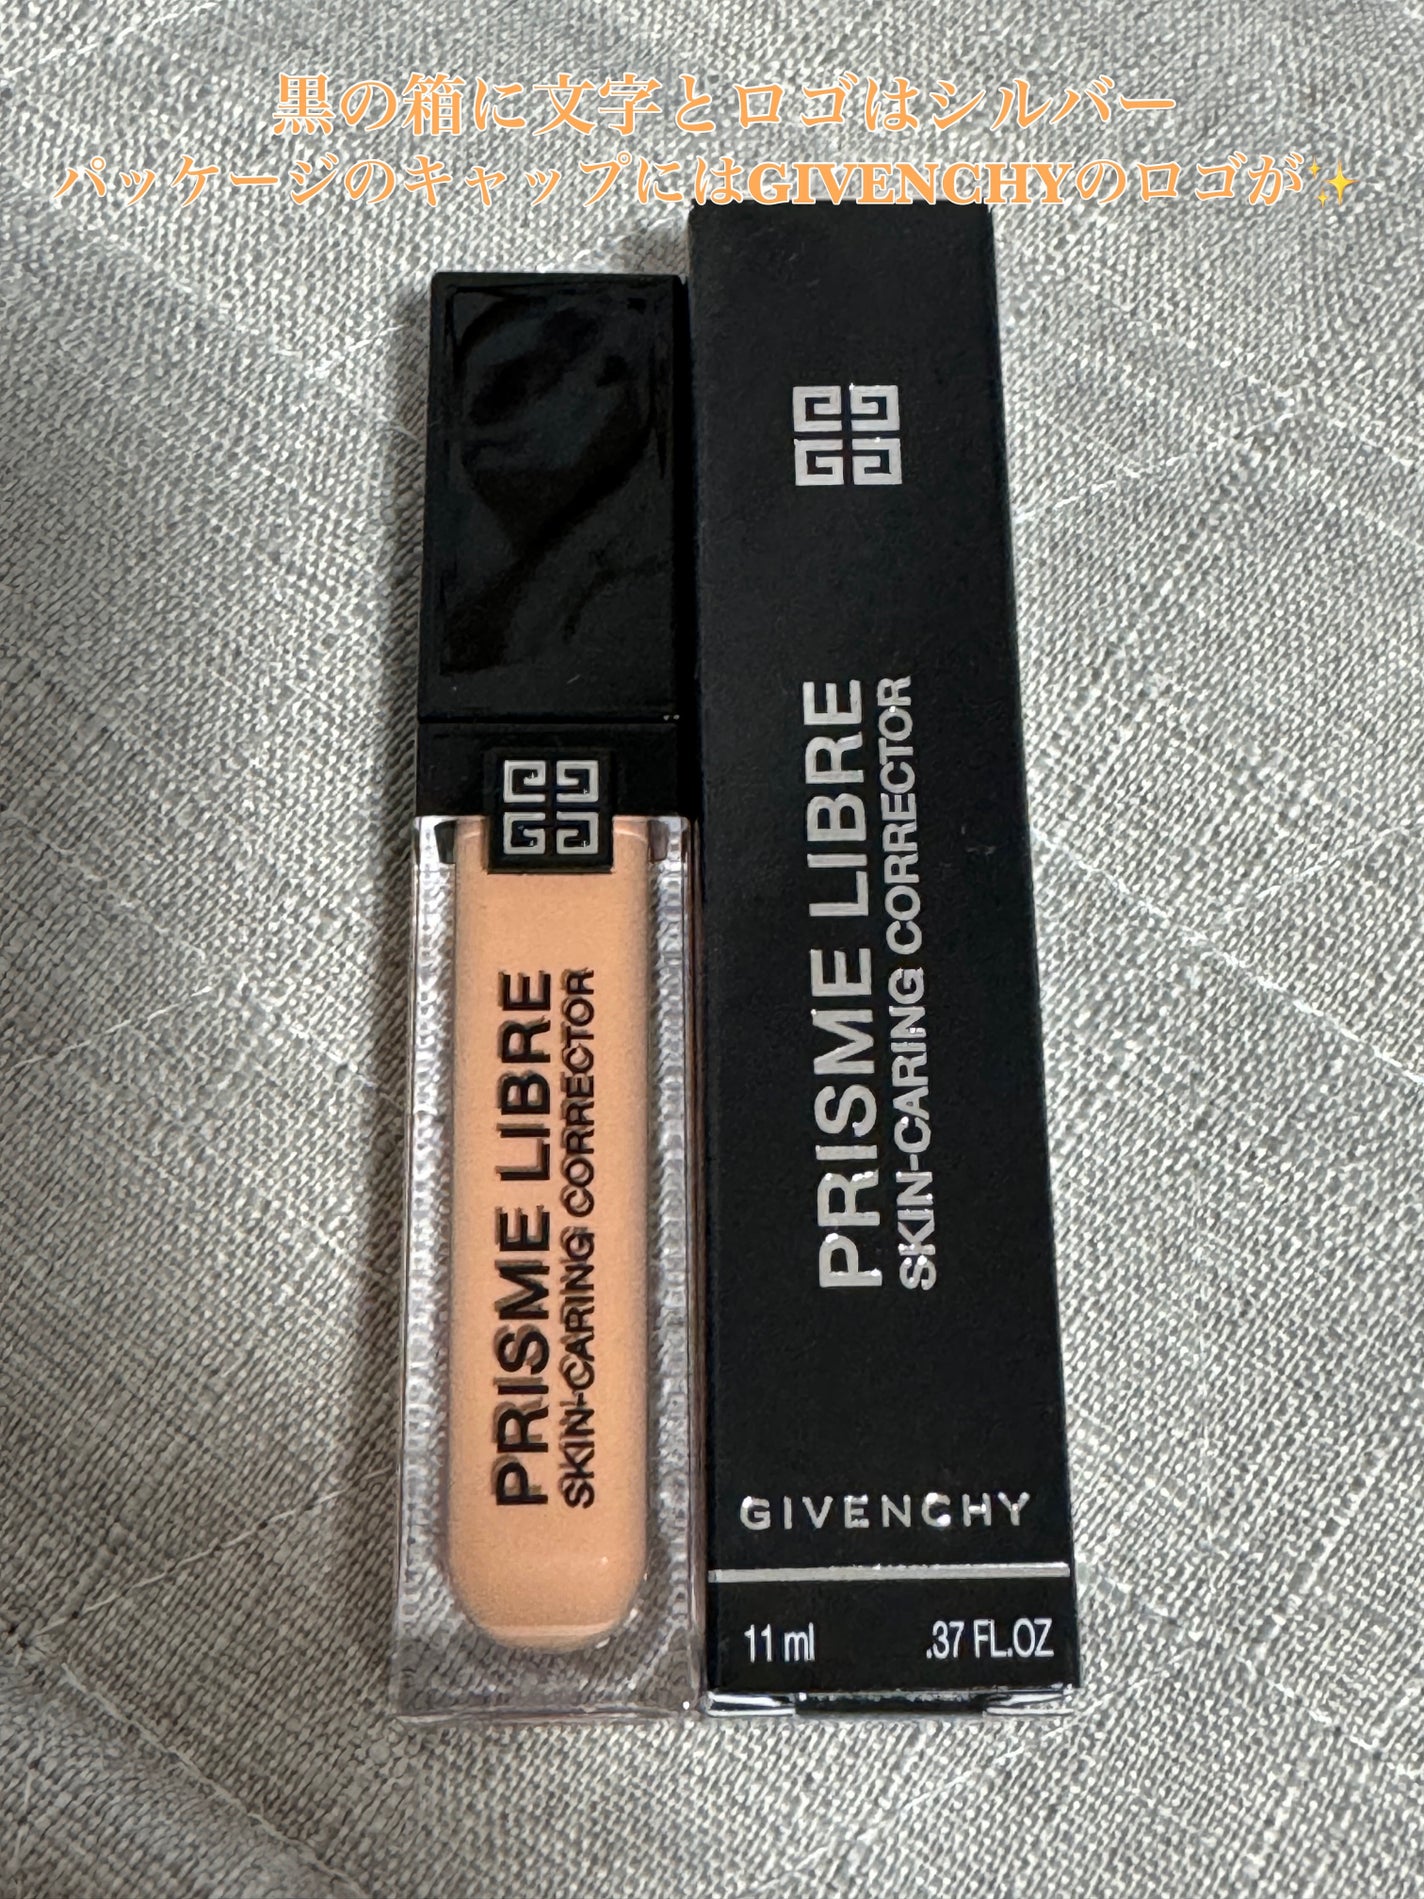 黒の箱に文字とロゴはシルバー
パッケージのキャップにはGIVENCHYのロゴが✨
PRISME LIBRE
SKIN-CARING CORRECTOR
PRISME LIBRE
SKIN-CARING CORRECTOR
GIVENCHY
11 ml .37 FL.OZ